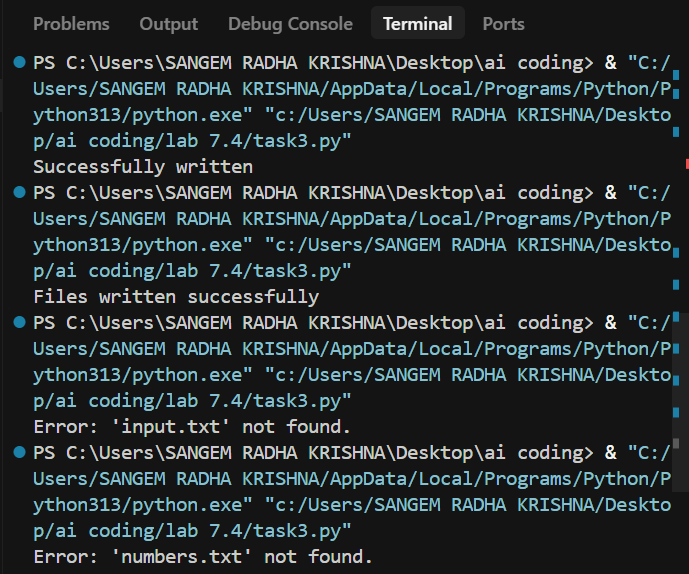 Problems Output Debug Console Terminal Ports
PS C:\Users\SANGEM RADHA KRISHNA\Desktop\ai coding> & "C:/
Users/SANGEM RADHA KRISHNA/AppData/Local/Programs/Python/P
ython313/python.exe" "c:/Users/SANGEM RADHA KRISHNA/Deskto
p/ai coding/lab 7.4/task3.py"
Successfully written
PS C:\Users\SANGEM RADHA KRISHNA\Desktop\ai coding> & "C:/
Users/SANGEM RADHA KRISHNA/AppData/Local/Programs/Python/P
ython313/python.exe" "c:/Users/SANGEM RADHA KRISHNA/Deskto
p/ai coding/lab 7.4/task3.py"
Files written successfully
PS C:\Users\SANGEM RADHA KRISHNA\Desktop\ai coding> & "C:/
Users/SANGEM RADHA KRISHNA/AppData/Local/Programs/Python/P
ython313/python.exe" "c:/Users/SANGEM RADHA KRISHNA/Deskto
p/ai coding/lab 7.4/task3.py"
Error: 'input.txt' not found.
PS C:\Users\SANGEM RADHA KRISHNA\Desktop\ai coding> & "C:/
Users/SANGEM RADHA KRISHNA/AppData/Local/Programs/Python/P
ython313/python.exe" "c:/Users/SANGEM RADHA KRISHNA/Deskto
p/ai coding/lab 7.4/task3.py"
Error: 'numbers.txt' not found.